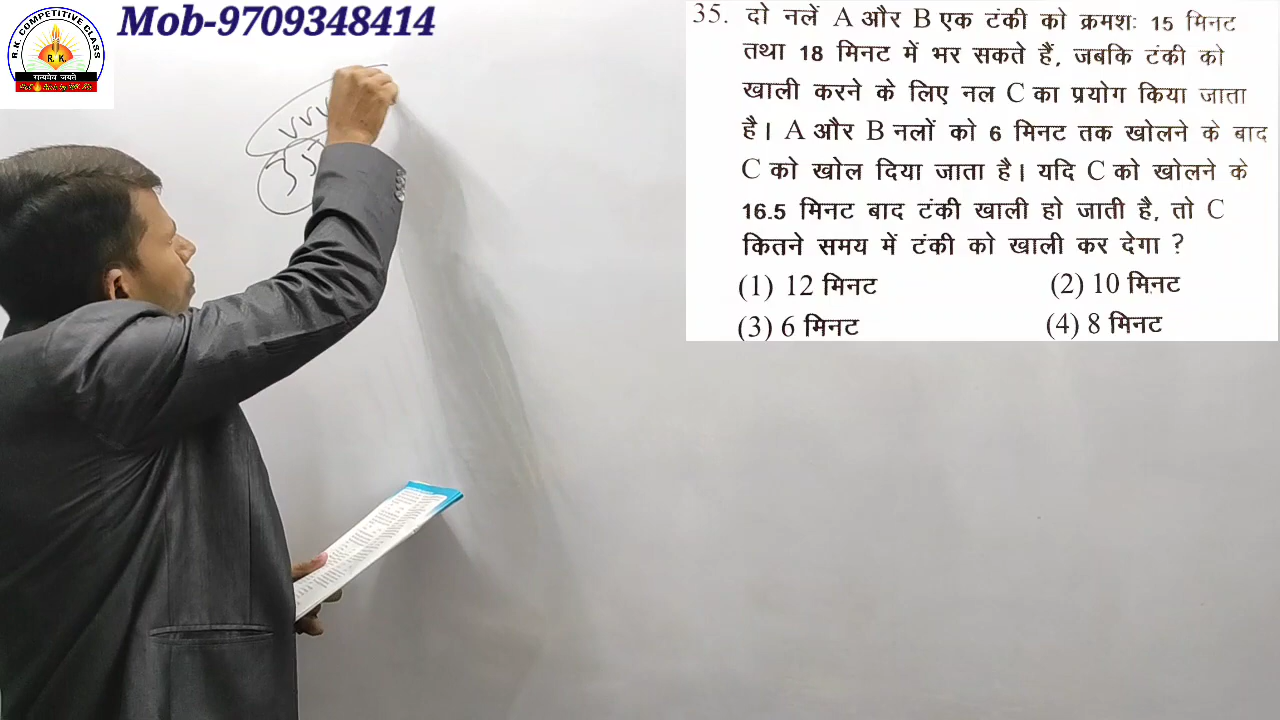 R.K COMPETITIVE CLASS
R. K.
सत्यमेव जयते
Mob-9709348414
35. दो नलें A और B एक टंकी को क्रमशः 15 मिनट
तथा 18 मिनट में भर सकते हैं, जबकि टंकी को
खाली करने के लिए नल C का प्रयोग किया जाता
है। A और B नलों को 6 मिनट तक खोलने के बाद
C को खोल दिया जाता है। यदि C को खोलने के
16.5 मिनट बाद टंकी खाली हो जाती है, तो C
कितने समय में टंकी को खाली कर देगा ?
(1) 12 मिनट (2) 10 मिनट
(3) 6 मिनट (4) 8 मिनट